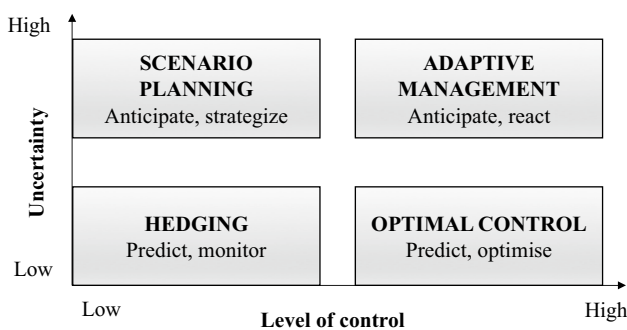 High
SCENARIO
PLANNING
Anticipate, strategize
ADAPTIVE
MANAGEMENT
Anticipate, react
Uncertainty
HEDGING
Predict, monitor
OPTIMAL CONTROL
Predict, optimise
Low
Low
Level of control
High